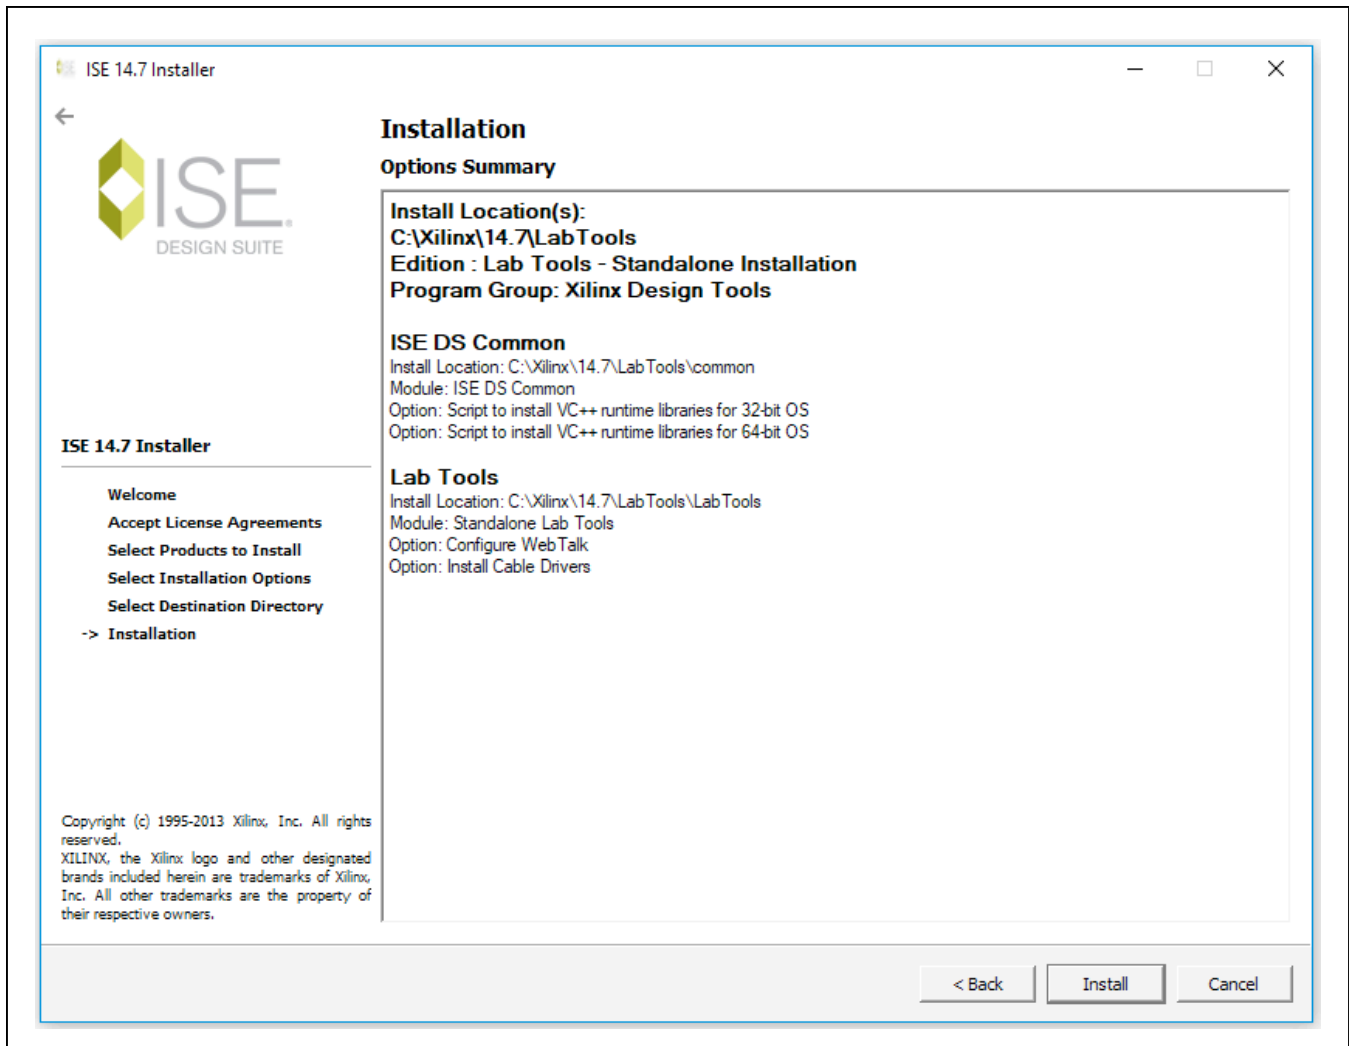 ISE 14.7 Installer
ISE.
DESIGN SUITE
ISE 14.7 Installer
Welcome
Accept License Agreements
Select Products to Install
Select Installation Options
Select Destination Directory
-> Installation
Copyright (c) 1995-2013 Xilinx, Inc. All rights
reserved.
XILINX, the Xilinx logo and other designated
brands included herein are trademarks of Xilinx,
Inc. All other trademarks are the property of
their respective owners.
Installation
Options Summary
Install Location(s):
C:\Xilinx\14.7\LabTools
Edition : Lab Tools - Standalone Installation
Program Group: Xilinx Design Tools
ISE DS Common
Install Location: C:\Xilinx\14.7\LabTools\common
Module: ISE DS Common
Option: Script to install VC++ runtime libraries for 32-bit OS
Option: Script to install VC++ runtime libraries for 64-bit OS
Lab Tools
Install Location: C:\Xilinx\14.7\LabTools\LabTools
Module: Standalone Lab Tools
Option: Configure WebTalk
Option: Install Cable Drivers
< Back
Install
Cancel